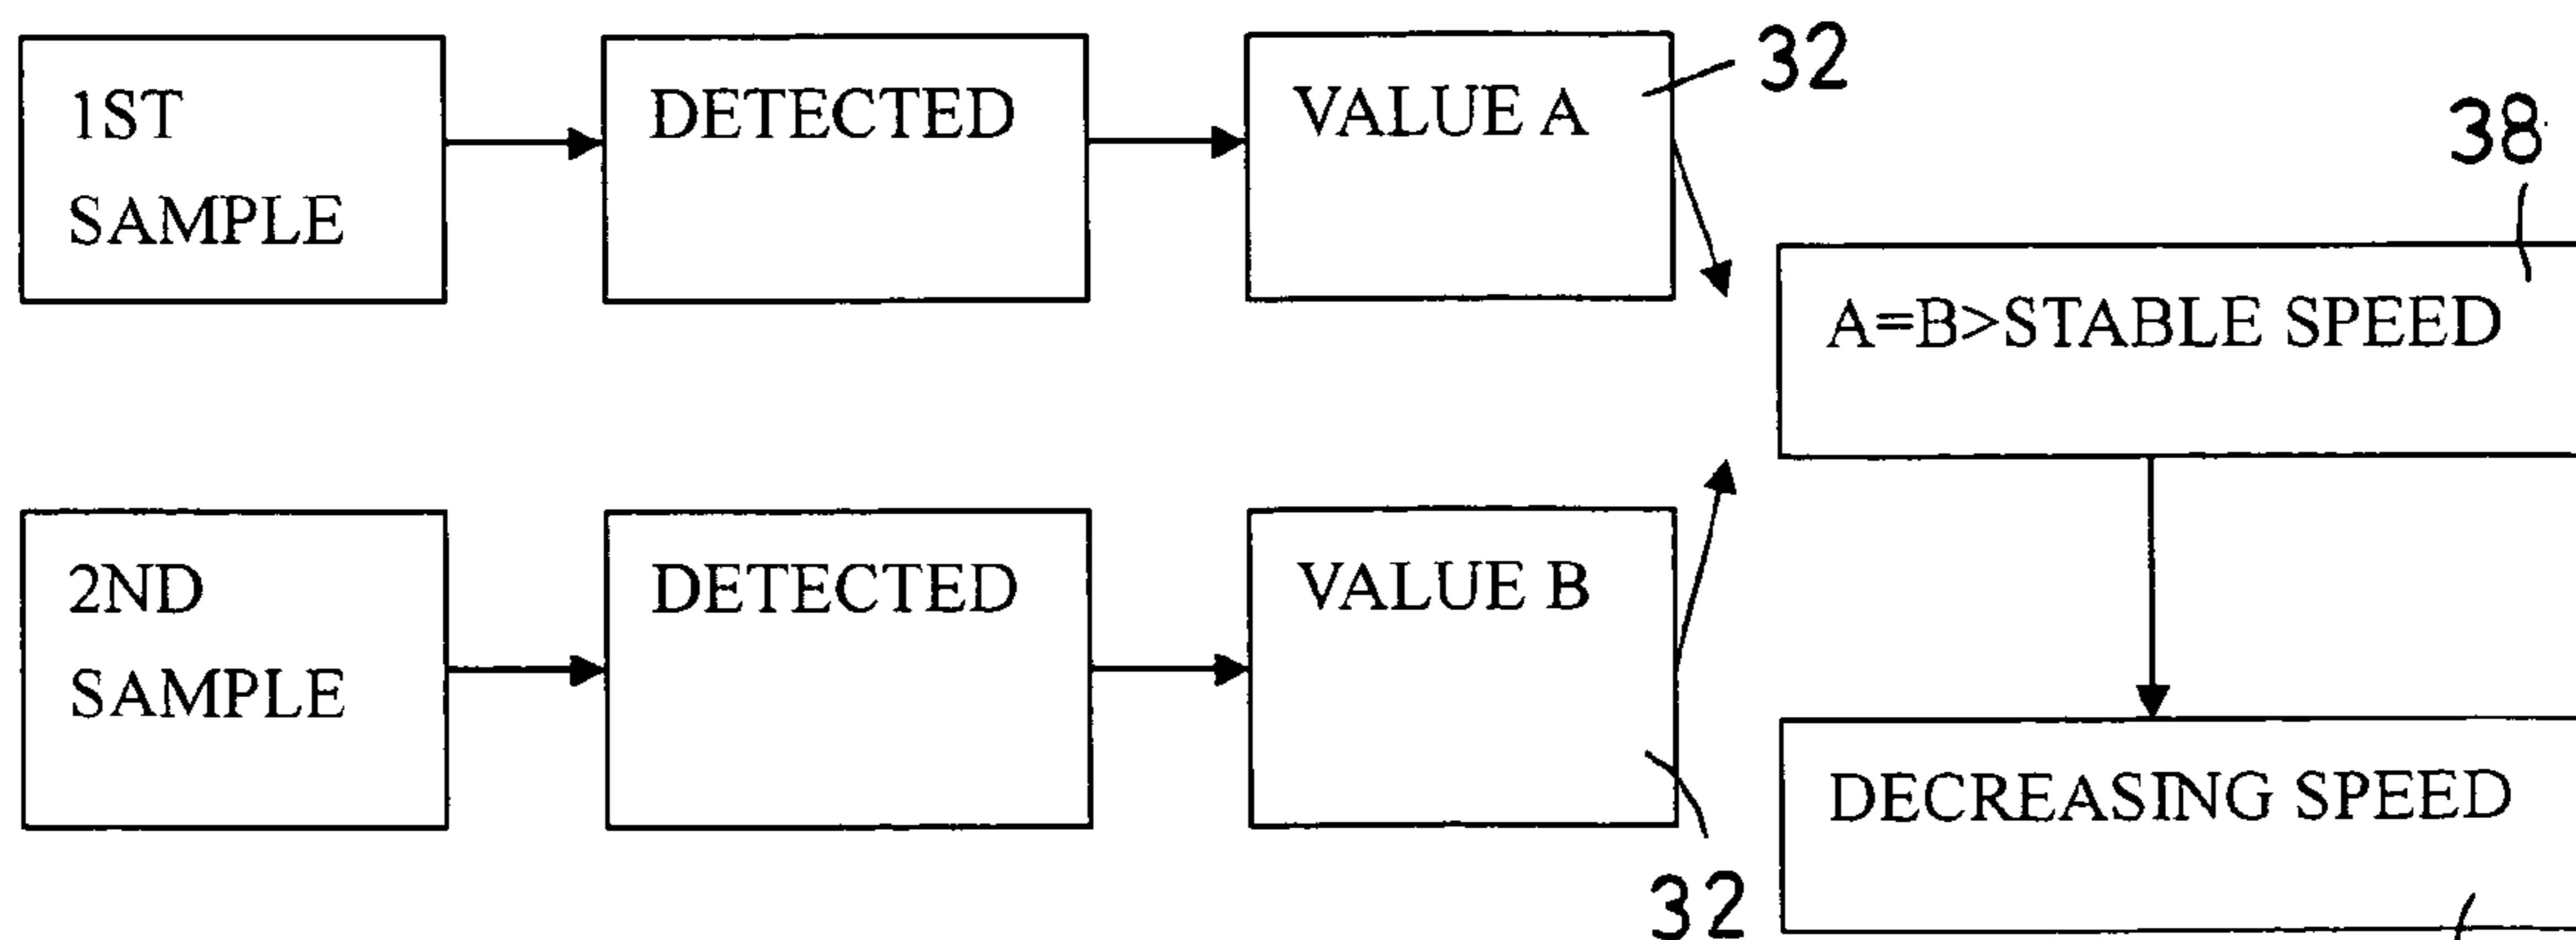 1ST
SAMPLE
DETECTED
VALUE A
32
38
A=B>STABLE SPEED
2ND
SAMPLE
DETECTED
VALUE B
32
DECREASING SPEED